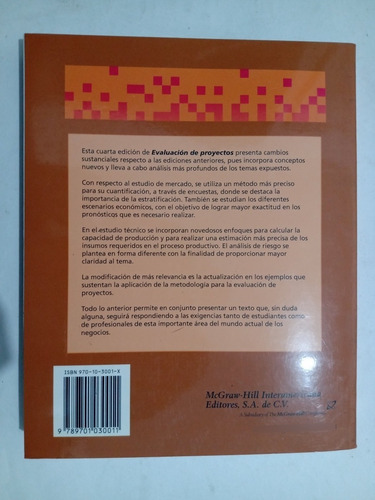 Esta cuarta edición de Evaluación de proyectos presenta cambios
sustanciales respecto a las ediciones anteriores, pues incorpora conceptos
nuevos y lleva a cabo análisis más profundos de los temas expuestos.
Con respecto al estudio de mercado, se utiliza un método más preciso
para su cuantificación, a través de encuestas, donde se destaca la
importancia de la estratificación. También se estudian los diferentes
escenarios económicos, con el objetivo de lograr mayor exactitud en los
pronósticos que es necesario realizar.
En el estudio técnico se incorporan novedosos enfoques para calcular la
capacidad de producción y para realizar una estimación más precisa de los
insumos requeridos en el proceso productivo. El análisis de riesgo se
plantea en forma diferente con la finalidad de proporcionar mayor
claridad al tema.
La modificación de más relevancia es la actualización en los ejemplos que
sustentan la aplicación de la metodología para la evaluación de
proyectos.
Todo lo anterior permite en conjunto presentar un texto que, sin duda
alguna, seguirá respondiendo a las exigencias tanto de estudiantes como
de profesionales de esta importante área del mundo actual de los
negocios.
ISBN 970-10-3001-X
9 789701 030011
McGraw-Hill
Editores, S.A. de C.V.
A Subsidiary of The McGraw-Hill